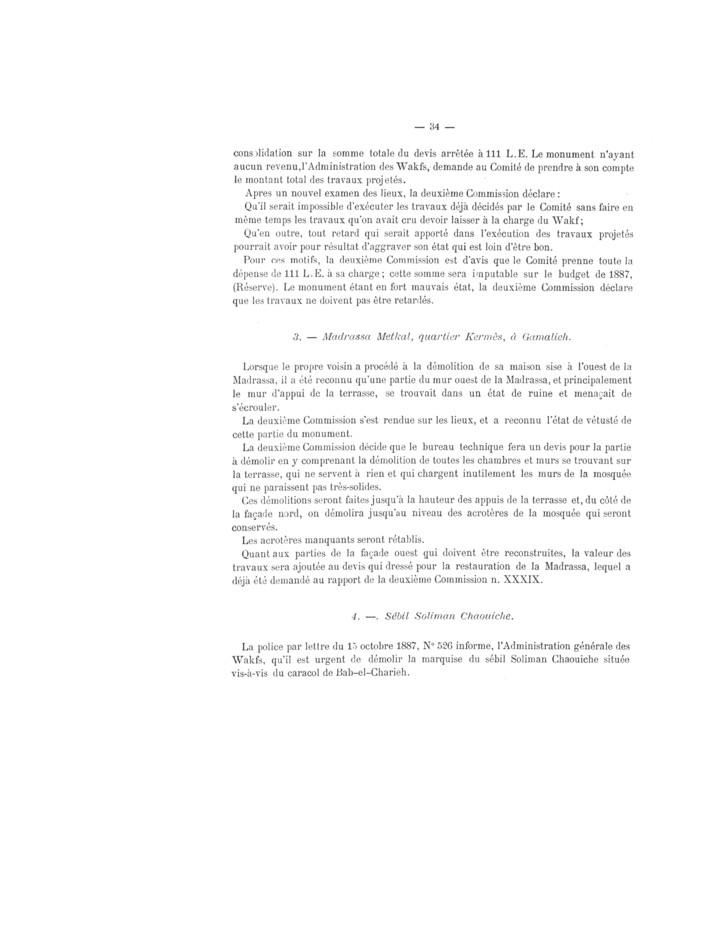 — 34 —
consolidation sur la somme totale du devis arrêtée à 111 L.E. Le monument n'ayant
aucun revenu,l'Administration des Wakfs, demande au Comité de prendre à son compte
le montant total des travaux projetés.
Apres un nouvel examen des lieux, la deuxième Commission déclare :
Qu'il serait impossible d'exécuter les travaux déjà décidés par le Comité sans faire en
même temps les travaux qu'on avait cru devoir laisser à la charge du Wakf;
Qu'en outre, tout retard qui serait apporté dans l'exécution des travaux projetés
pourrait avoir pour résultat d'aggraver son état qui est loin d'être bon.
Pour ces motifs, la deuxième Commission est d'avis que le Comité prenne toute la
dépense de 111 L.E. à sa charge ; cette somme sera imputable sur le budget de 1887,
(Réserve). Le monument étant en fort mauvais état, la deuxième Commission déclare
que les travaux ne doivent pas être retardés.
3. — Madrassa Metkal, quartier Kermès, à Gamalieh.
Lorsque le propre voisin a procédé à la démolition de sa maison sise à l'ouest de la
Madrassa, il a été reconnu qu'une partie du mur ouest de la Madrassa, et principalement
le mur d'appui de la terrasse, se trouvait dans un état de ruine et menaçait de
s'écrouler.
La deuxième Commission s'est rendue sur les lieux, et a reconnu l'état de vétusté de
cette partie du monument.
La deuxième Commission décide que le bureau technique fera un devis pour la partie
à démolir en y comprenant la démolition de toutes les chambres et murs se trouvant sur
la terrasse, qui ne servent à rien et qui chargent inutilement les murs de la mosquée
qui ne paraissent pas très-solides.
Ces démolitions seront faites jusqu'à la hauteur des appuis de la terrasse et, du côté de
la façade nord, on démolira jusqu'au niveau des acrotères de la mosquée qui seront
conservés.
Les acrotères manquants seront rétablis.
Quant aux parties de la façade ouest qui doivent être reconstruites, la valeur des
travaux sera ajoutée au devis qui dressé pour la restauration de la Madrassa, lequel a
déjà été demandé au rapport de la deuxième Commission n. XXXIX.
4. —. Sébil Soliman Chaouiche.
La police par lettre du 15 octobre 1887, N° 526 informe, l'Administration générale des
Wakfs, qu'il est urgent de démolir la marquise du sébil Soliman Chaouiche située
vis-à-vis du caracol de Bab-el-Charieh.